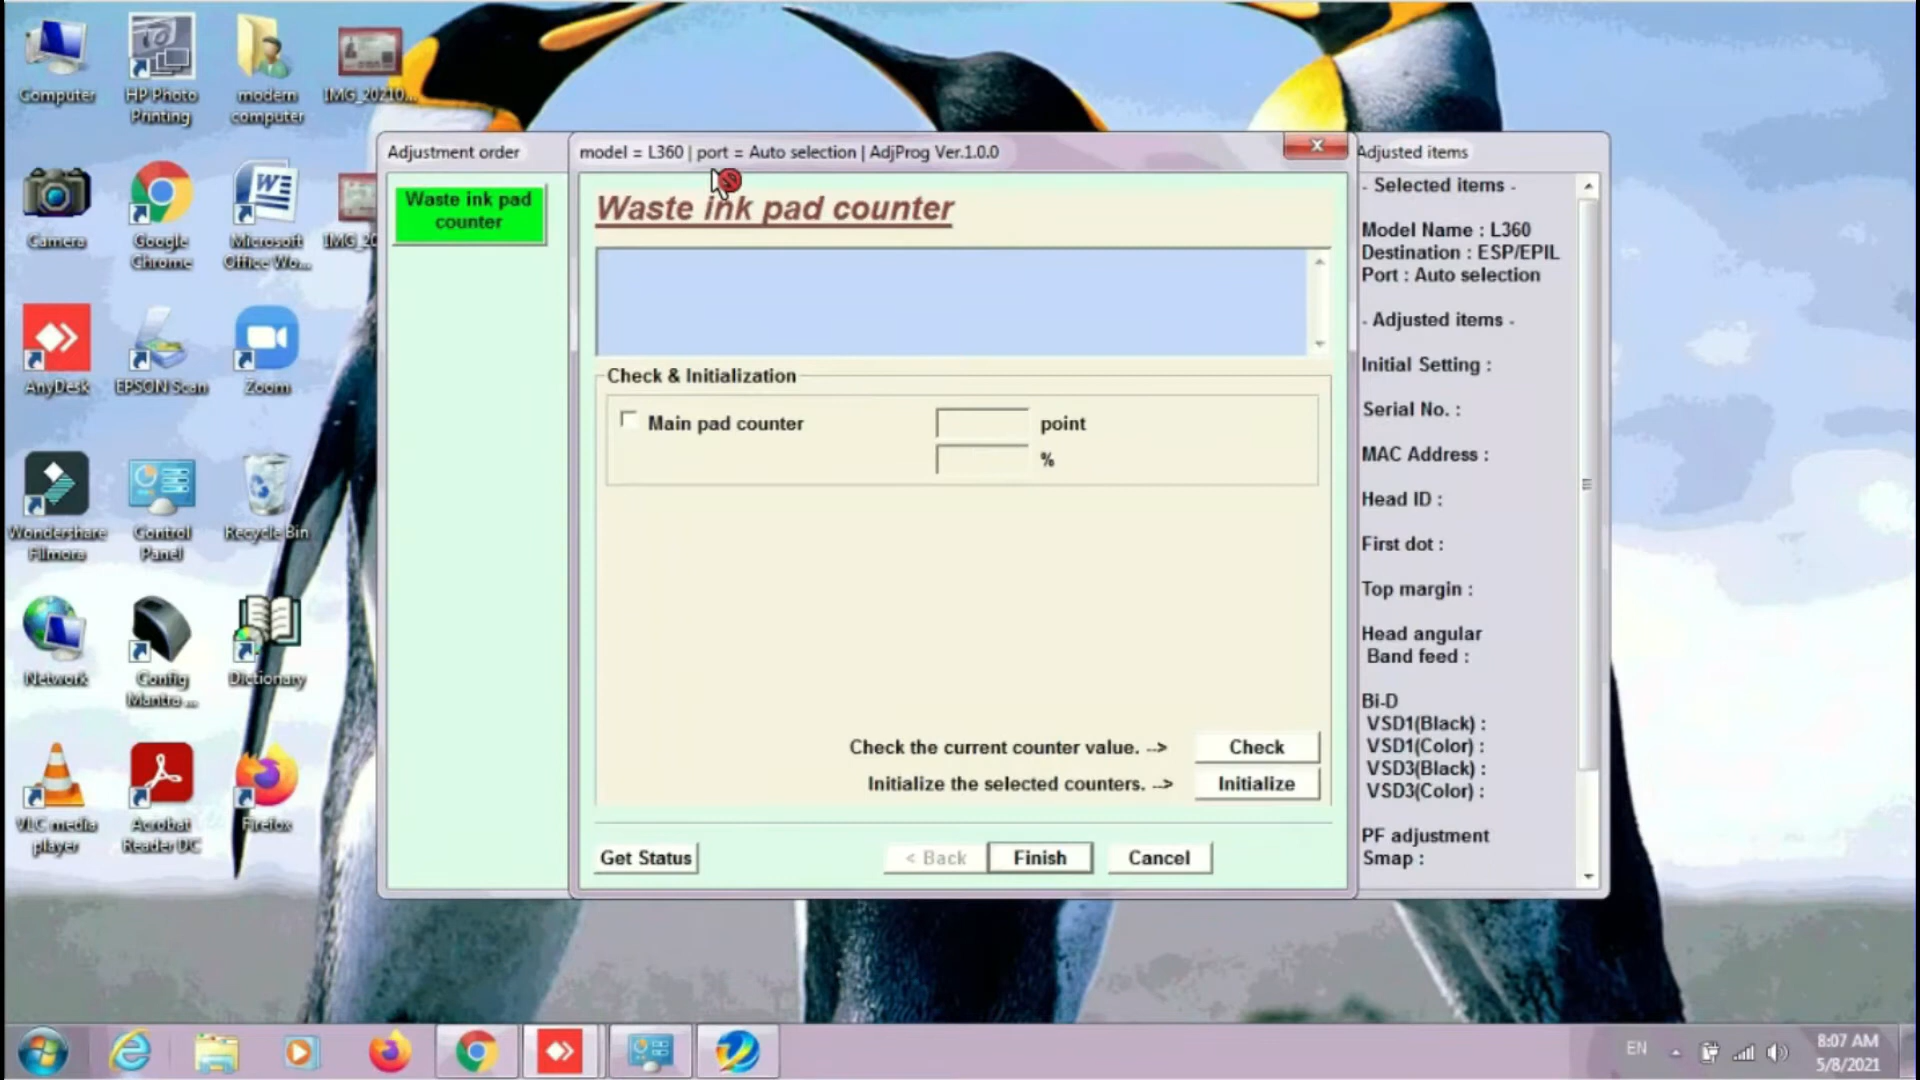 Computer
HP Photo
Printing
modern
computer
IMG_20210...
Camera
Google
Chrome
Microsoft
Office Wo...
IMG_20
AnyDesk
EPSON Scan
Zoom
Wondershare
Filmora
Control
Panel
Recycle Bin
Network
Config
Mantra ...
Dictionary
VLC media
player
Acrobat
Reader DC
Firefox
Adjustment order
Waste ink pad
counter
model = L360 | port = Auto selection | AdjProg Ver.1.0.0
Waste ink pad counter
Check & Initialization
Main pad counter
point
%
Check the current counter value. -->
Check
Initialize the selected counters. -->
Initialize
Get Status
< Back
Finish
Cancel
Adjusted items
- Selected items -
Model Name : L360
Destination : ESP/EPIL
Port : Auto selection
- Adjusted items -
Initial Setting :
Serial No. :
MAC Address :
Head ID :
First dot :
Top margin :
Head angular
Band feed :
Bi-D
VSD1(Black) :
VSD1(Color) :
VSD3(Black) :
VSD3(Color) :
PF adjustment
Smap :
EN
8:07 AM
5/8/2021